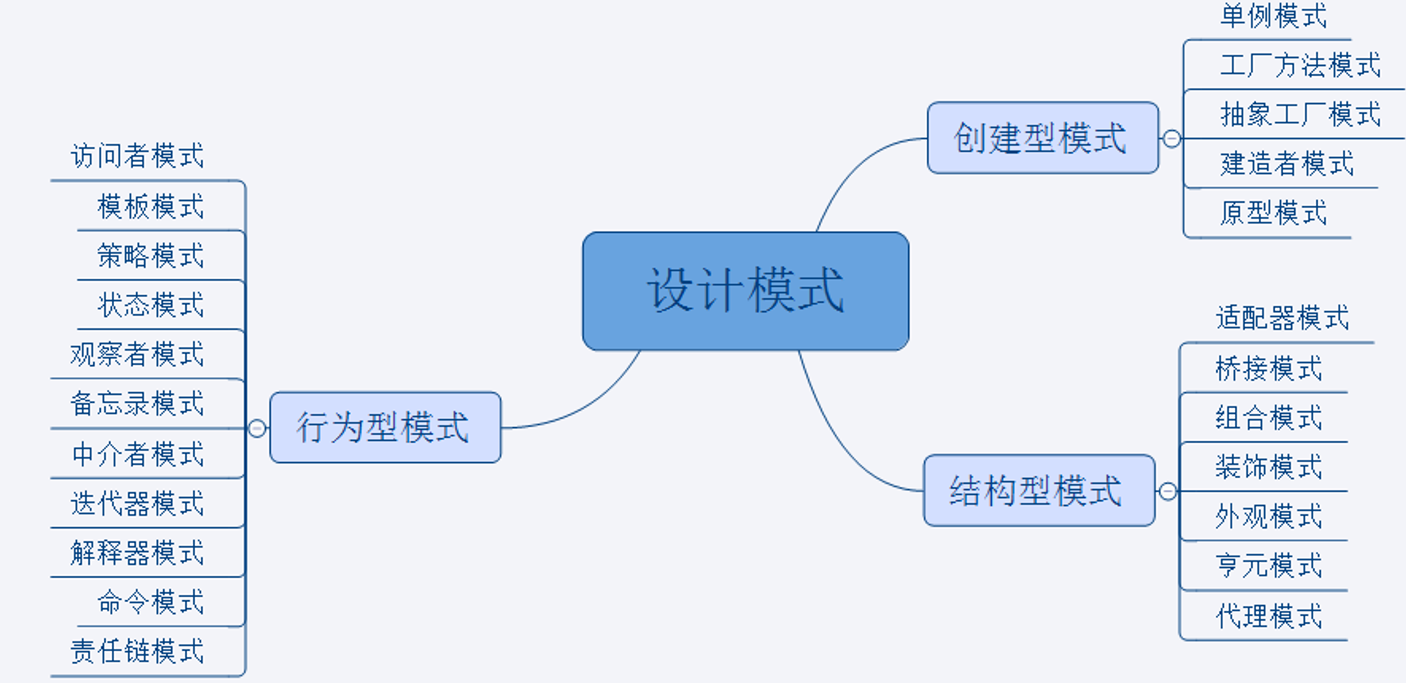 设计模式
创建型模式
单例模式
工厂方法模式
抽象工厂模式
建造者模式
原型模式
结构型模式
适配器模式
桥接模式
组合模式
装饰模式
外观模式
亨元模式
代理模式
行为型模式
访问者模式
模板模式
策略模式
状态模式
观察者模式
备忘录模式
中介者模式
迭代器模式
解释器模式
命令模式
责任链模式